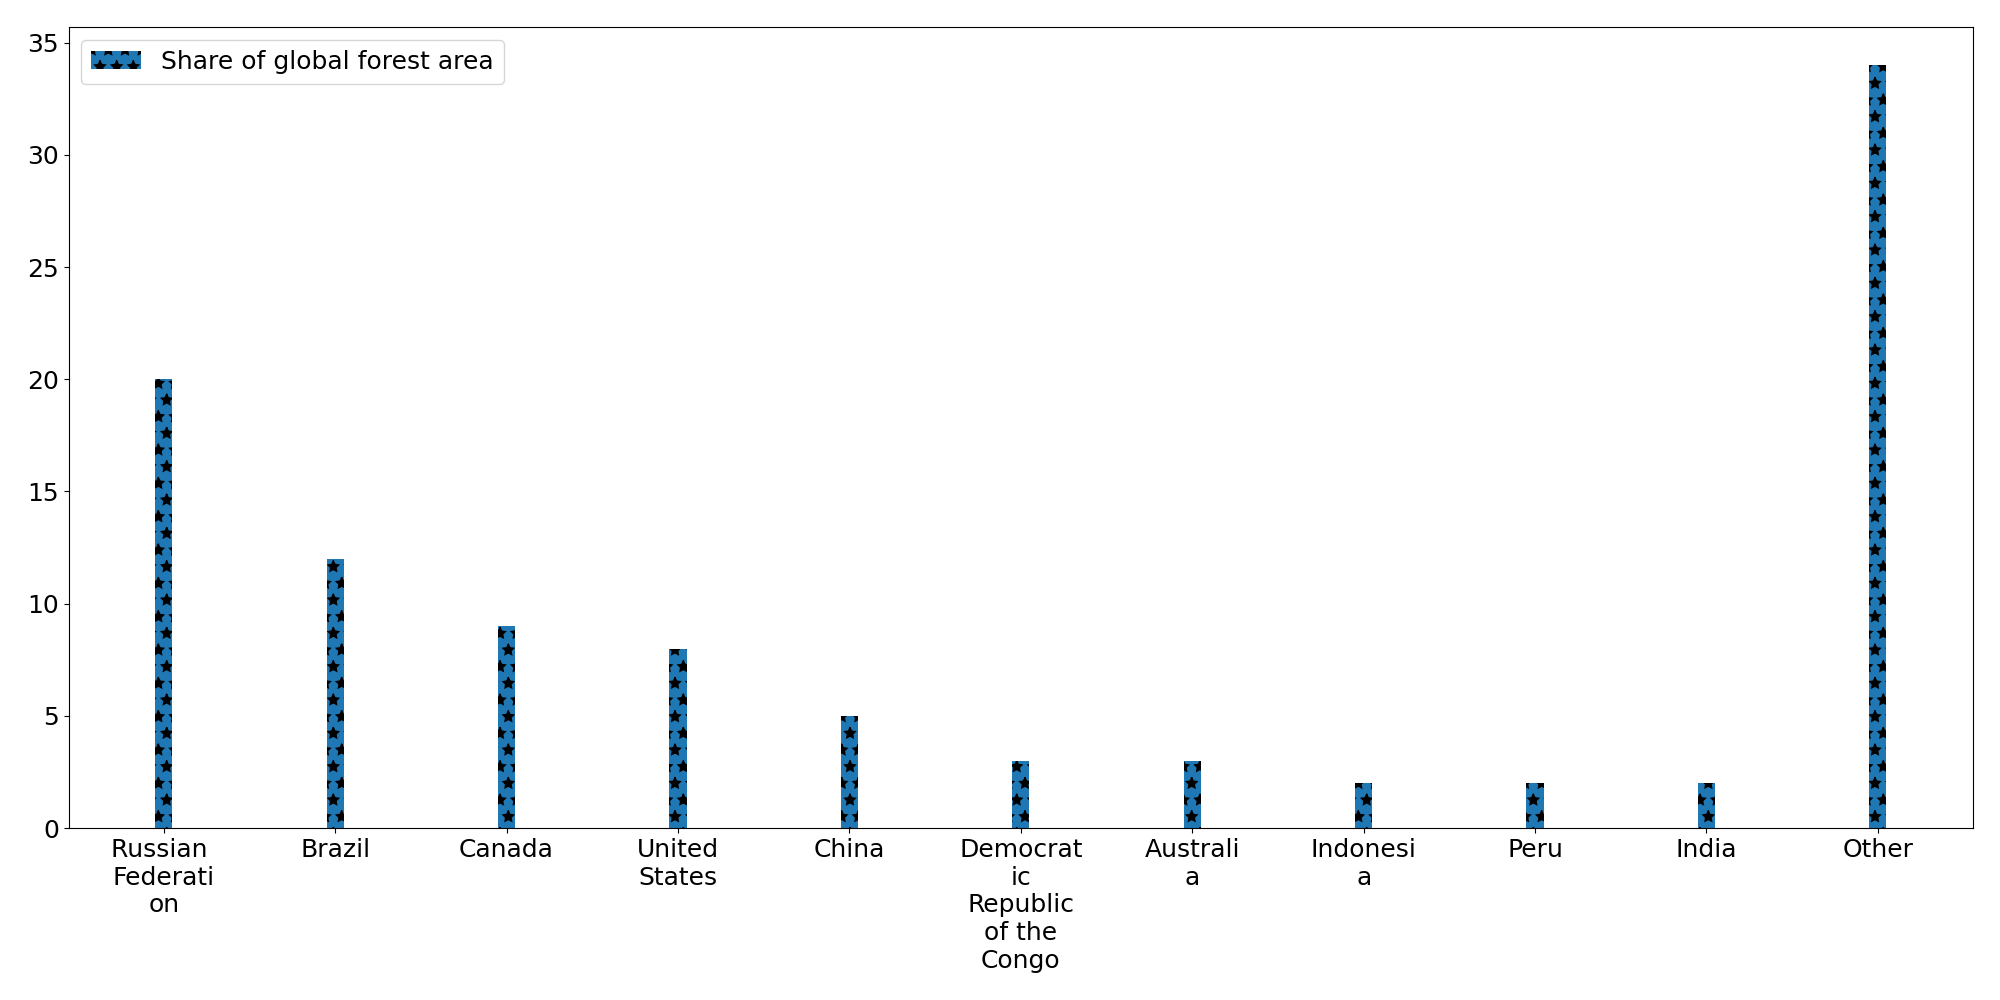 35
30
25
20
15
10
5
0
Share of global forest area
Russian
Federati
on
Brazil
Canada
United
States
China
Democrat
ic
Republic
of the
Congo
Australi
a
Indonesi
a
Peru
India
Other